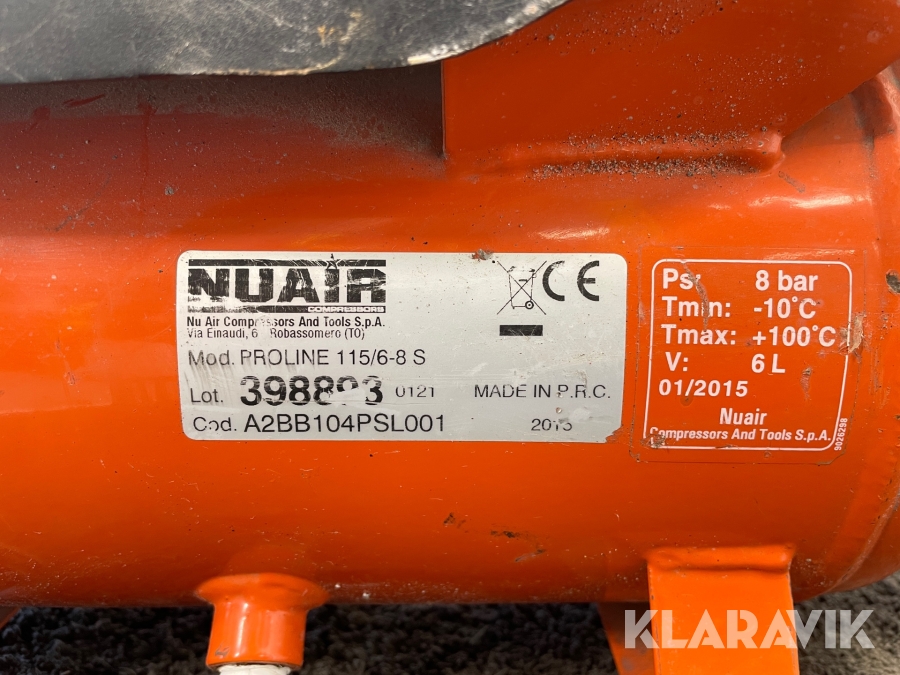 NUAIR
COMPRESSORS
Nu Air Compressors And Tools S.p.A.
Via Einaudi, 6 Robassomero (TO)
Mod. PROLINE 115/6-8 S
Lot. 0121 MADE IN P.R.C.
Cod. A2BB104PSL001 2015
CE
Ps: 8 bar
Tmin: -10°C
Tmax: +100°C
V: 6 L
01/2015
Nuair
Compressors And Tools S.p.A.
9026298
KLARAVIK